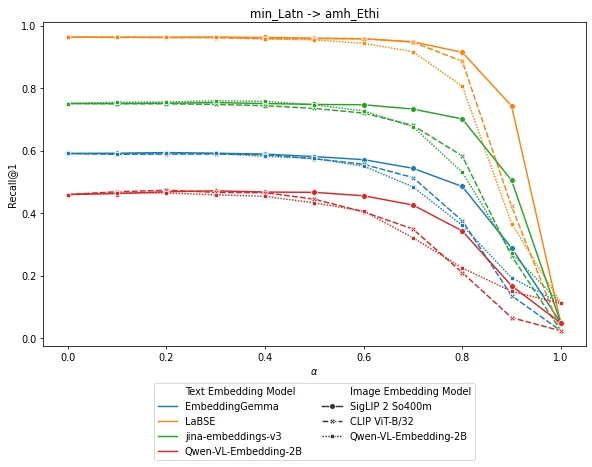 min_Latn -> amh_Ethi
Recall@1
1.0
0.8
0.6
0.4
0.2
0.0
0.0 0.2 0.4 0.6 0.8 1.0
α
Text Embedding Model
EmbeddingGemma
LaBSE
jina-embeddings-v3
Qwen-VL-Embedding-2B
Image Embedding Model
SigLIP 2 So400m
CLIP ViT-B/32
Qwen-VL-Embedding-2B